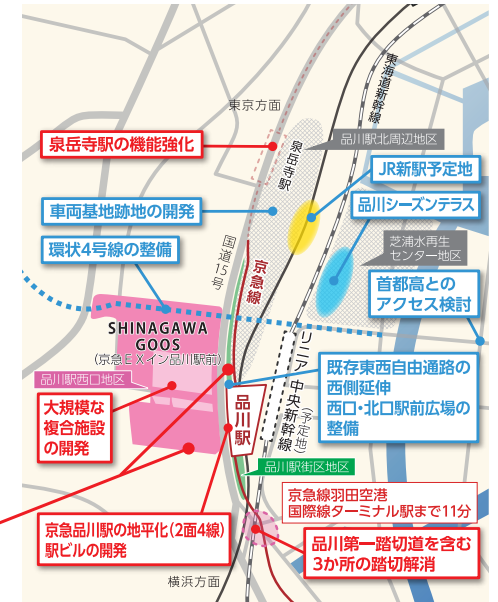 東京方面
東海道新幹線
泉岳寺駅の機能強化
品川駅北周辺地区
泉岳寺駅
JR新駅予定地
車両基地跡地の開発
品川シーズンテラス
国道15号
京急線
芝浦水再生
センター地区
環状4号線の整備
首都高との
アクセス検討
SHINAGAWA
GOOS
(京急EXイン品川駅前)
リニア中央新幹線
(予定地)
品川駅西口地区
既存東西自由通路の
西側延伸
西口・北口駅前広場の
整備
大規模な
複合施設
の開発
品川駅
品川駅街区地区
京急線羽田空港
国際線ターミナル駅まで11分
京急品川駅の地平化(2面4線)
駅ビルの開発
品川第一踏切道を含む
3か所の踏切解消
横浜方面